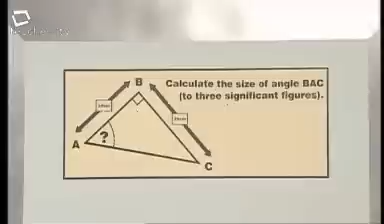 B
Calculate the size of angle BAC
(to three significant figures).
?
A
C